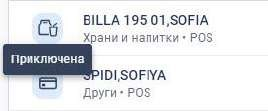 BILLA 195 01,SOFIA
Храни и напитки • POS
Приключена
SPIDI,SOFIYA
Други • POS